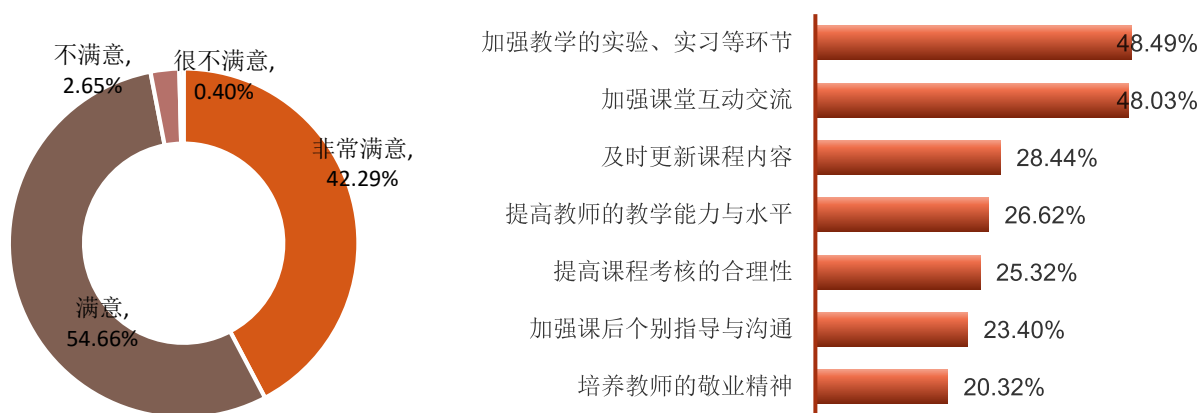 不满意,
2.65%
很不满意,
0.40%
非常满意,
42.29%
满意,
54.66%
加强教学的实验、实习等环节
48.49%
加强课堂互动交流
48.03%
及时更新课程内容
28.44%
提高教师的教学能力与水平
26.62%
提高课程考核的合理性
25.32%
加强课后个别指导与沟通
23.40%
培养教师的敬业精神
20.32%